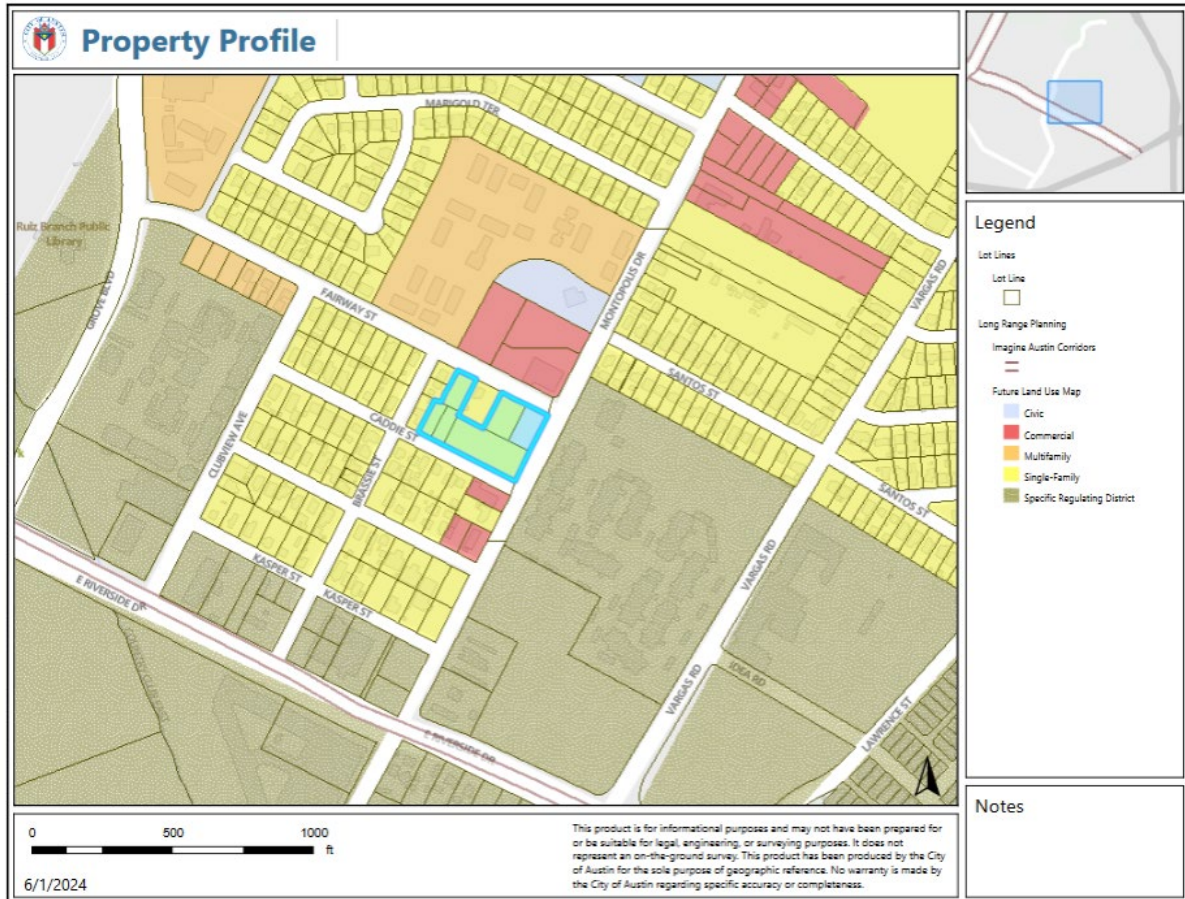 Property Profile
MARIGOLD TER
Ruiz Branch Public
Library
GROVE BLVD
FAIRWAY ST
MONTOPOLIS DR
VARGAS RD
SANTOS ST
CADDIE ST
CLUBVIEW AVE
BRASSIE ST
SANTOS ST
KASPER ST
KASPER ST
E RIVERSIDE DR
VARGAS RD
VARGAS RD
IDEA RD
LAWRENCE ST
E RIVERSIDE DR
Legend
Lot Lines
Lot Line
Long Range Planning
Imagine Austin Corridors
Future Land Use Map
Civic
Commercial
Multifamily
Single-Family
Specific Regulating District
Notes
0 500 1000
ft
6/1/2024
This product is for informational purposes and may not have been prepared for
or be suitable for legal, engineering, or surveying purposes. It does not
represent an on-the-ground survey. This product has been produced by the City
of Austin for the sole purpose of geographic reference. No warranty is made by
the City of Austin regarding specific accuracy or completeness.